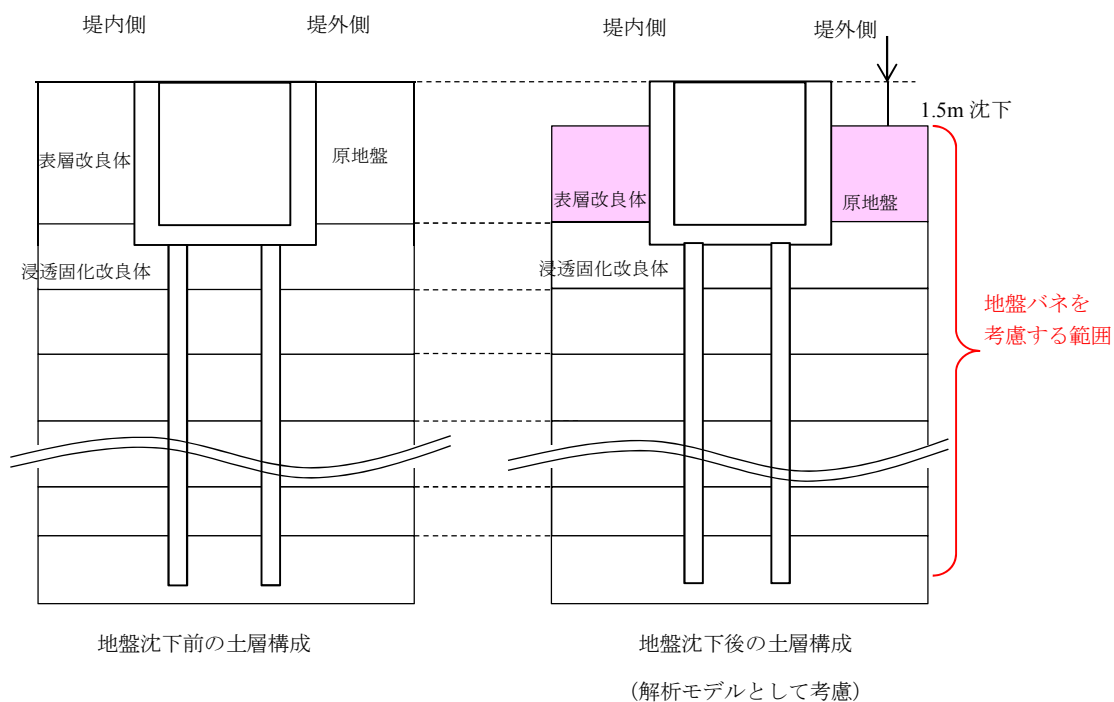 堤内側
堤外側
堤内側
堤外側
1.5m 沈下
表層改良体
原地盤
表層改良体
原地盤
浸透固化改良体
浸透固化改良体
地盤バネを
考慮する範囲
地盤沈下前の土層構成
地盤沈下後の土層構成
（解析モデルとして考慮）